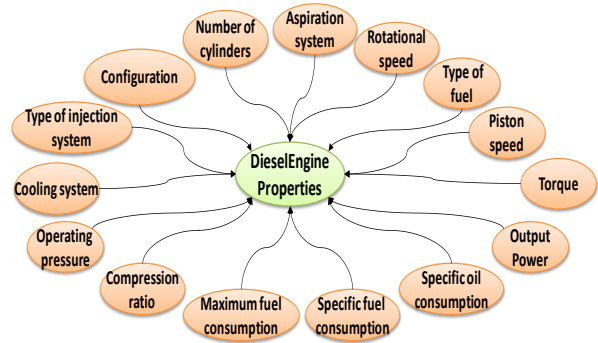 Number of
cylinders
Aspiration
system
Rotational
speed
Configuration
Type of
fuel
Type of injection
system
Piston
speed
DieselEngine
Properties
Cooling system
Torque
Operating
pressure
Output
Power
Compression
ratio
Specific oil
consumption
Maximum fuel
consumption
Specific fuel
consumption